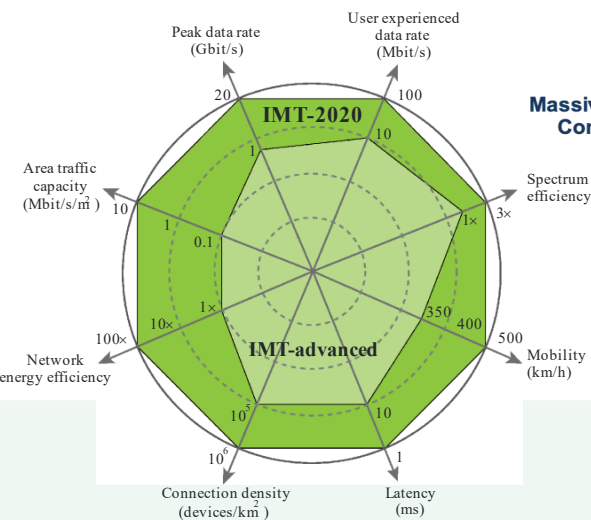 Peak data rate
(Gbit/s)
User experienced
data rate
(Mbit/s)
20
100
IMT-2020
1
10
Area traffic
capacity
(Mbit/s/m²)
10
1
0.1
Spectrum
efficiency
3×
1×
1×
10×
100×
Network
energy efficiency
350
400
500
Mobility
(km/h)
IMT-advanced
10⁵
10⁶
10
1
Connection density
(devices/km²)
Latency
(ms)